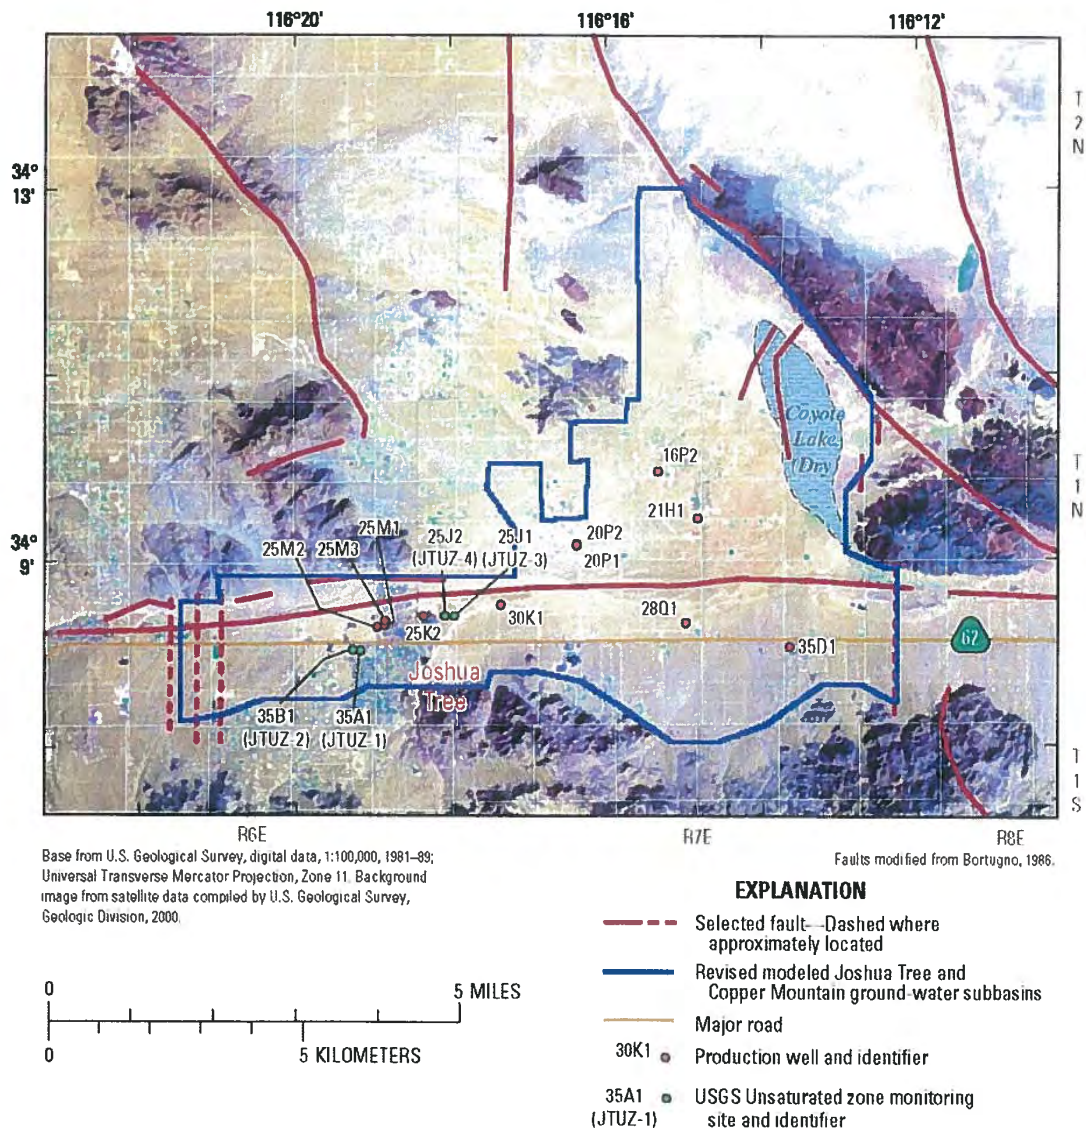 116°20' 116°16' 116°12'
T
2
N
34°
13'
Coyote
Lake
(Dry)
16P2
T
1
N
21H1
25M1
25J2
25J1
20P2
34°
9'
25M2
25M3
(JTUZ-4)
(JTUZ-3)
20P1
30K1
28Q1
25K2
62
35D1
Joshua
Tree
35B1
35A1
(JTUZ-2)
(JTUZ-1)
T
1
S
R6E R7E R8E
Base from U.S. Geological Survey, digital data, 1:100,000, 1981–89;
Universal Transverse Mercator Projection, Zone 11. Background
image from satellite data compiled by U.S. Geological Survey,
Geologic Division, 2000.
Faults modified from Bortugno, 1986.
EXPLANATION
Selected fault—Dashed where
approximately located
Revised modeled Joshua Tree and
Copper Mountain ground-water subbasins
Major road
30K1 Production well and identifier
35A1 USGS Unsaturated zone monitoring
(JTUZ-1) site and identifier
0 5 MILES
0 5 KILOMETERS